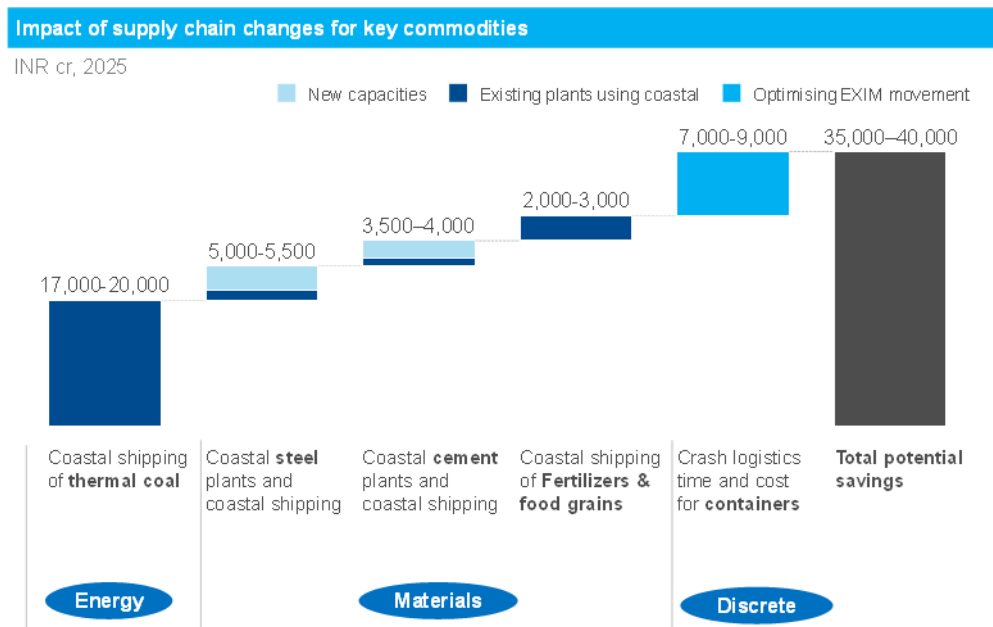 Impact of supply chain changes for key commodities
INR cr, 2025
New capacities
Existing plants using coastal
Optimising EXIM movement
17,000-20,000
5,000-5,500
3,500–4,000
2,000-3,000
7,000-9,000
35,000–40,000
Coastal shipping
of thermal coal
Coastal steel
plants and
coastal shipping
Coastal cement
plants and
coastal shipping
Coastal shipping
of Fertilizers &
food grains
Crash logistics
time and cost
for containers
Total potential
savings
Energy
Materials
Discrete